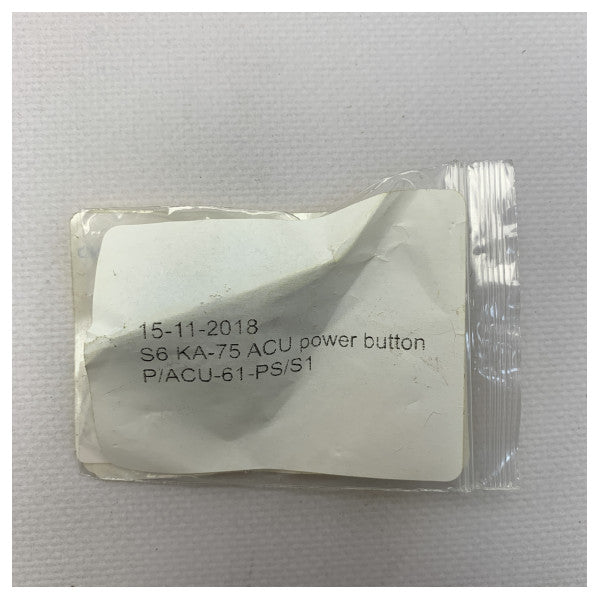 15-11-2018
S6 KA-75 ACU power button
P/ACU-61-PS/S1